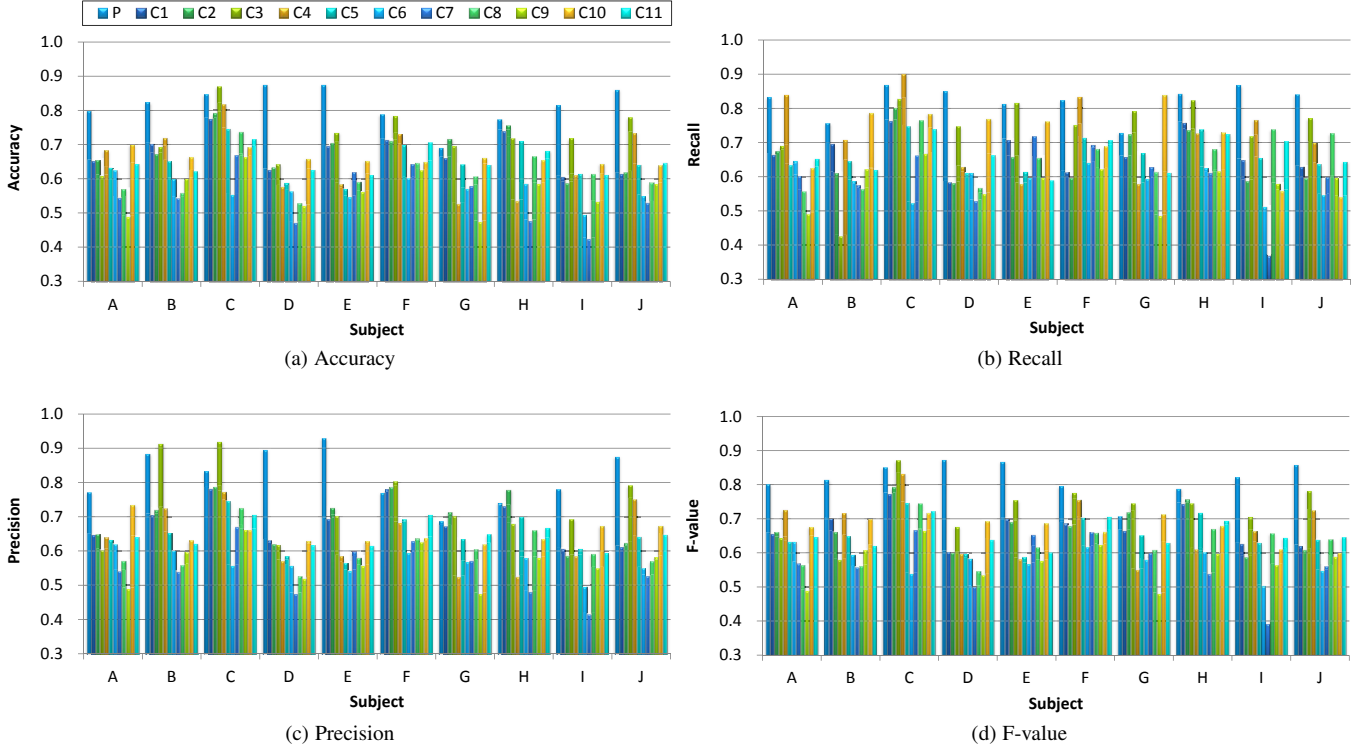 P C1 C2 C3 C4 C5 C6 C7 C8 C9 C10 C11
1.0
0.9
0.8
0.7
0.6
0.5
0.4
0.3
Accuracy
A B C D E F G H I J
Subject
(a) Accuracy
1.0
0.9
0.8
0.7
0.6
0.5
0.4
0.3
Recall
A B C D E F G H I J
Subject
(b) Recall
1.0
0.9
0.8
0.7
0.6
0.5
0.4
0.3
Precision
A B C D E F G H I J
Subject
(c) Precision
1.0
0.9
0.8
0.7
0.6
0.5
0.4
0.3
F-value
A B C D E F G H I J
Subject
(d) F-value